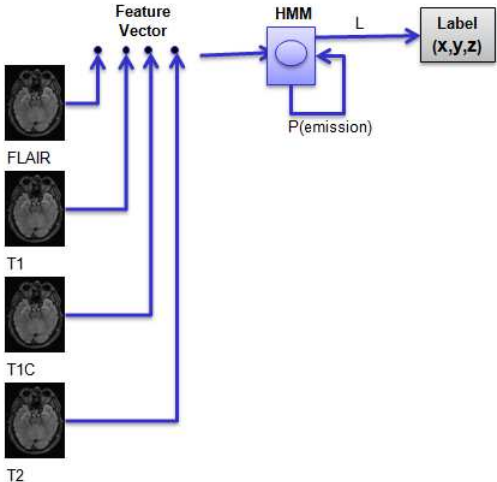 Feature
Vector
HMM
L
Label
(x,y,z)
P(emission)
FLAIR
T1
T1C
T2